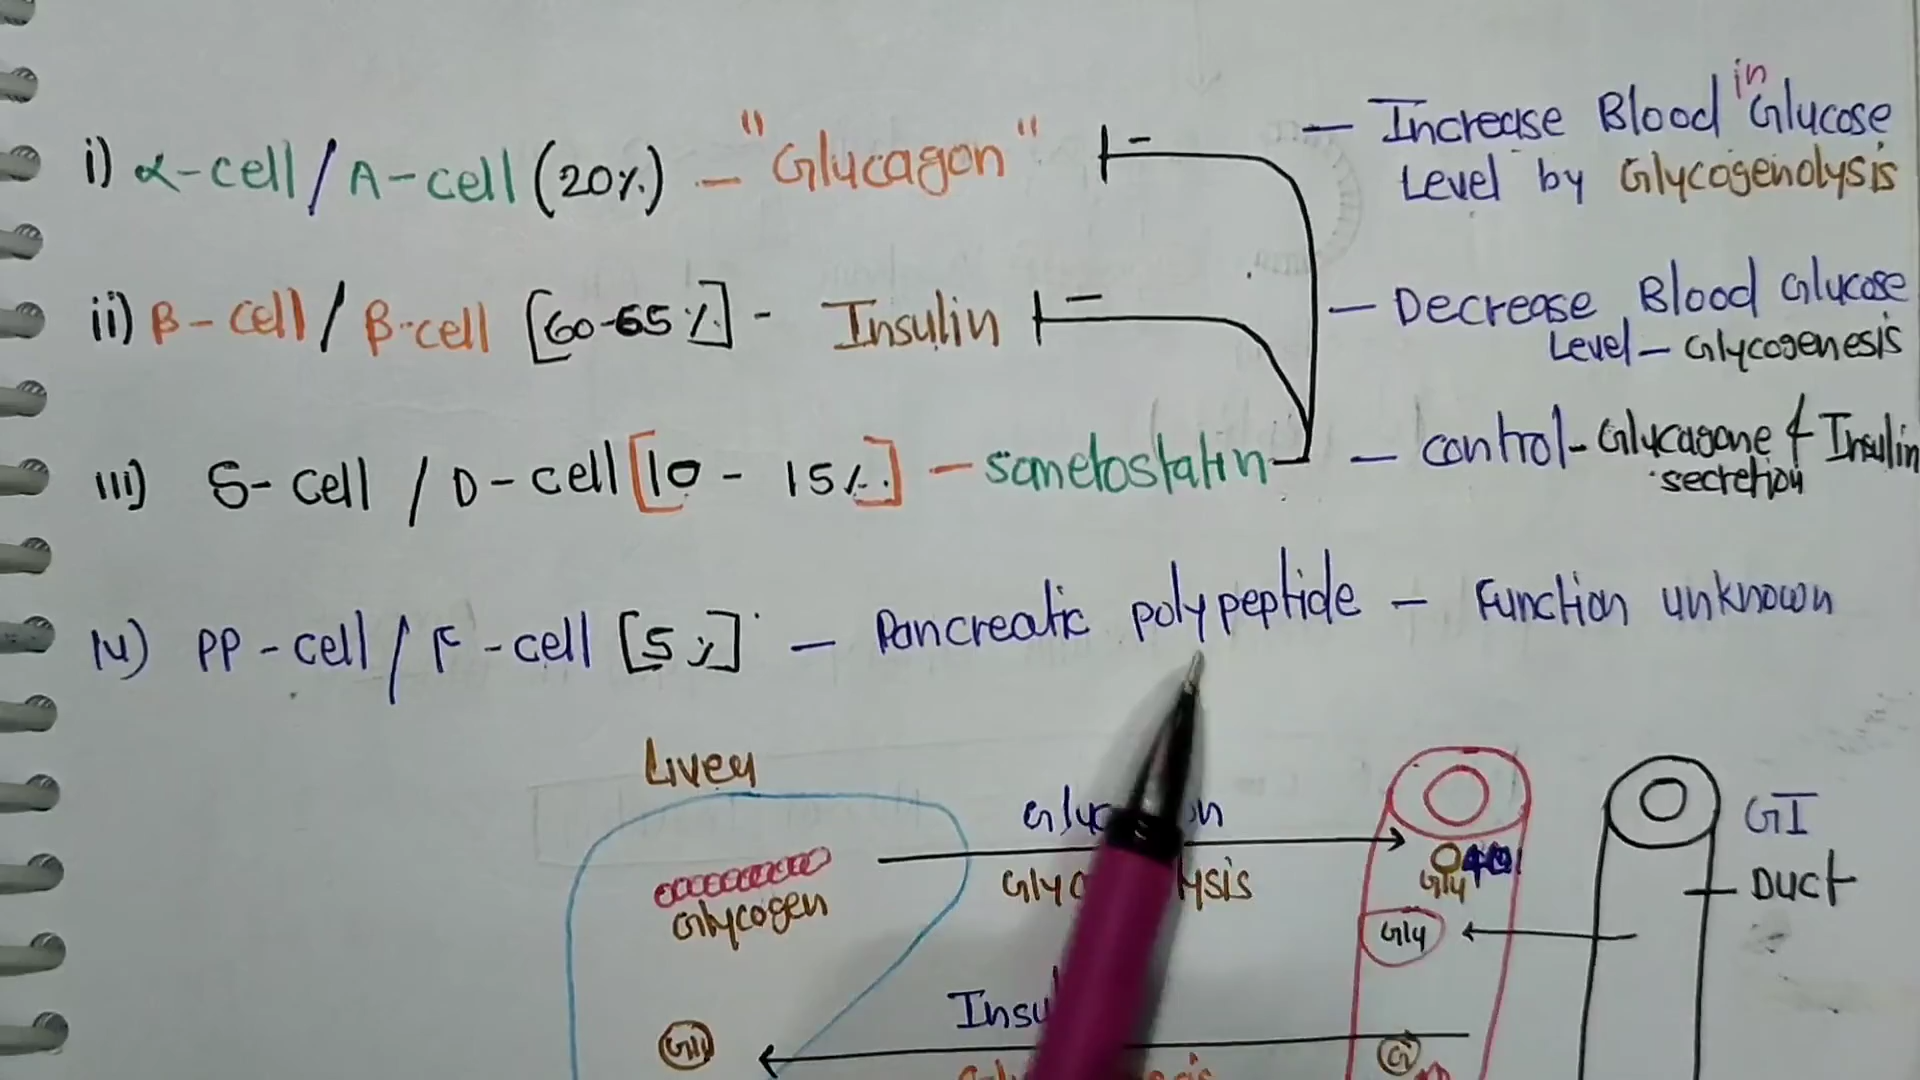 i) α-cell / A-cell (20%) - "Glucagon" - Increase Blood in Glucose
Level by Glycogenolysis
ii) β-cell / β-cell [60-65%] - Insulin - Decrease Blood Glucose
Level - Glycogenesis
iii) S-cell / D-cell [10 - 15%] - sometostatin - control - Glucagone & Insulin
secretion
iv) PP-cell / F-cell [5%] - Pancreatic polypeptide - Function unknown
Liver
GI
Duct
Glycogen
Gly
Gly
Glu